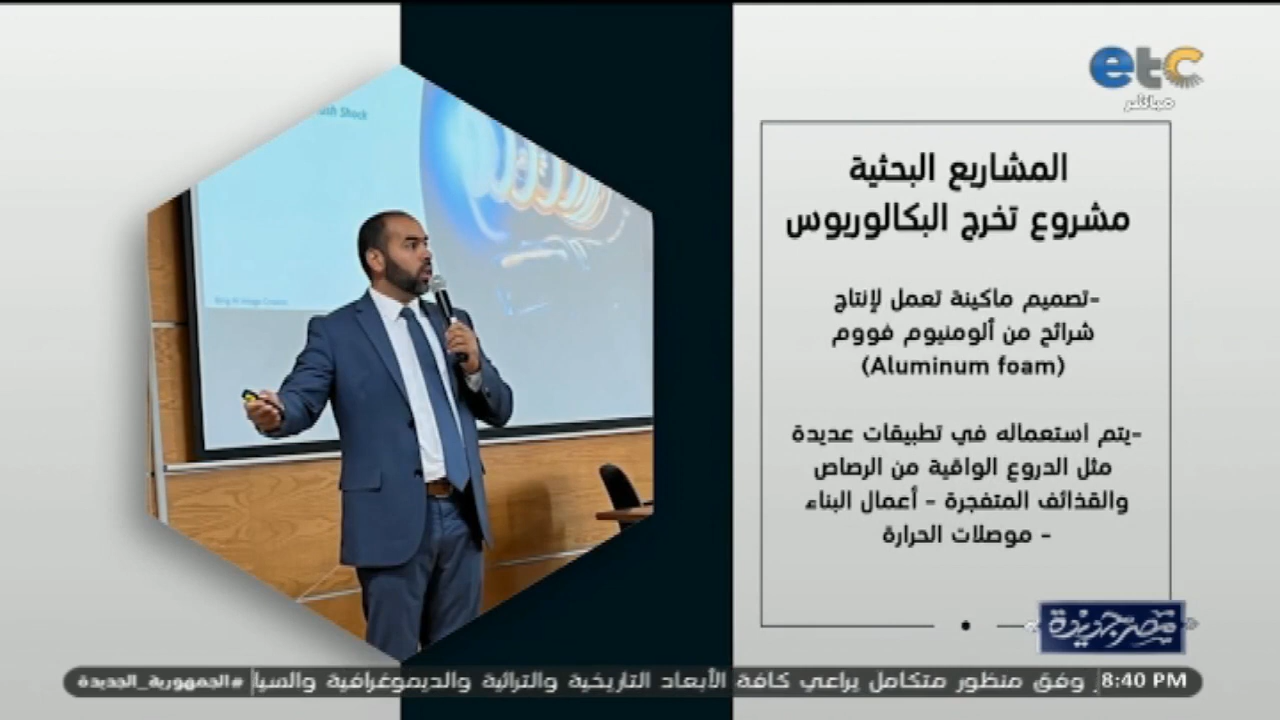 etc
مباشر
المشاريع البحثية
مشروع تخرج البكالوريوس
-تصميم ماكينة تعمل لإنتاج
شرائح من ألومنيوم فووم
(Aluminum foam)
-يتم استعماله في تطبيقات عديدة
مثل الدروع الواقية من الرصاص
والقذائف المتفجرة - أعمال البناء
- موصلات الحرارة
مصر جديدة
8:40 PM
وفق منظور متكامل يراعي كافة الأبعاد التاريخية والتراثية والديموغرافية والسيا
#الجمهورية_الجديدة
Shock